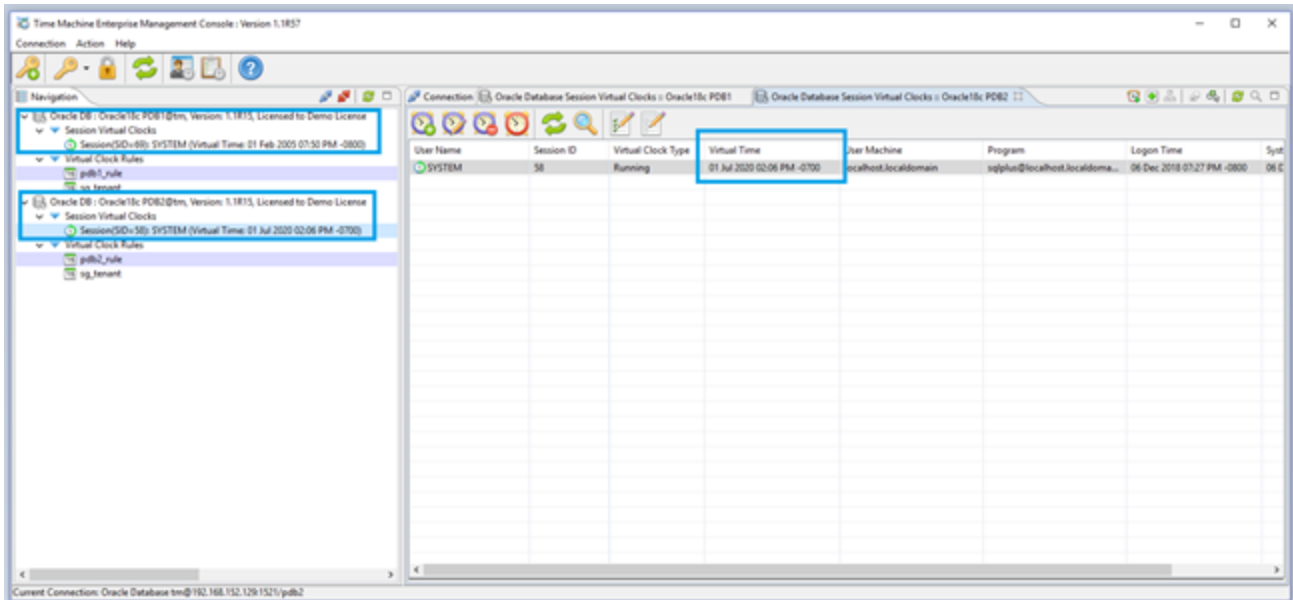 Time Machine Enterprise Management Console : Version 1.1R57
Connection Action Help
Navigation
Oracle DB : Oracle18c PDB1@tm, Version: 1.1R15, Licensed to Demo License
Session Virtual Clocks
Session(SID=69): SYSTEM (Virtual Time: 01 Feb 2005 07:50 PM -0800)
Virtual Clock Rules
pdb1_rule
sg_tenant
Oracle DB : Oracle18c PDB2@tm, Version: 1.1R15, Licensed to Demo License
Session Virtual Clocks
Session(SID=58): SYSTEM (Virtual Time: 01 Jul 2020 02:06 PM -0700)
Virtual Clock Rules
pdb2_rule
sg_tenant
Connection Oracle Database Session Virtual Clocks :: Oracle18c PDB1 Oracle Database Session Virtual Clocks :: Oracle18c PDB2
User Name Session ID Virtual Clock Type Virtual Time User Machine Program Logon Time Syst
SYSTEM 58 Running 01 Jul 2020 02:06 PM -0700 localhost.localdomain sqlplus@localhost.localdoma... 06 Dec 2018 07:27 PM -0800 06 D
Current Connection: Oracle Database tm@192.168.152.129:1521/pdb2